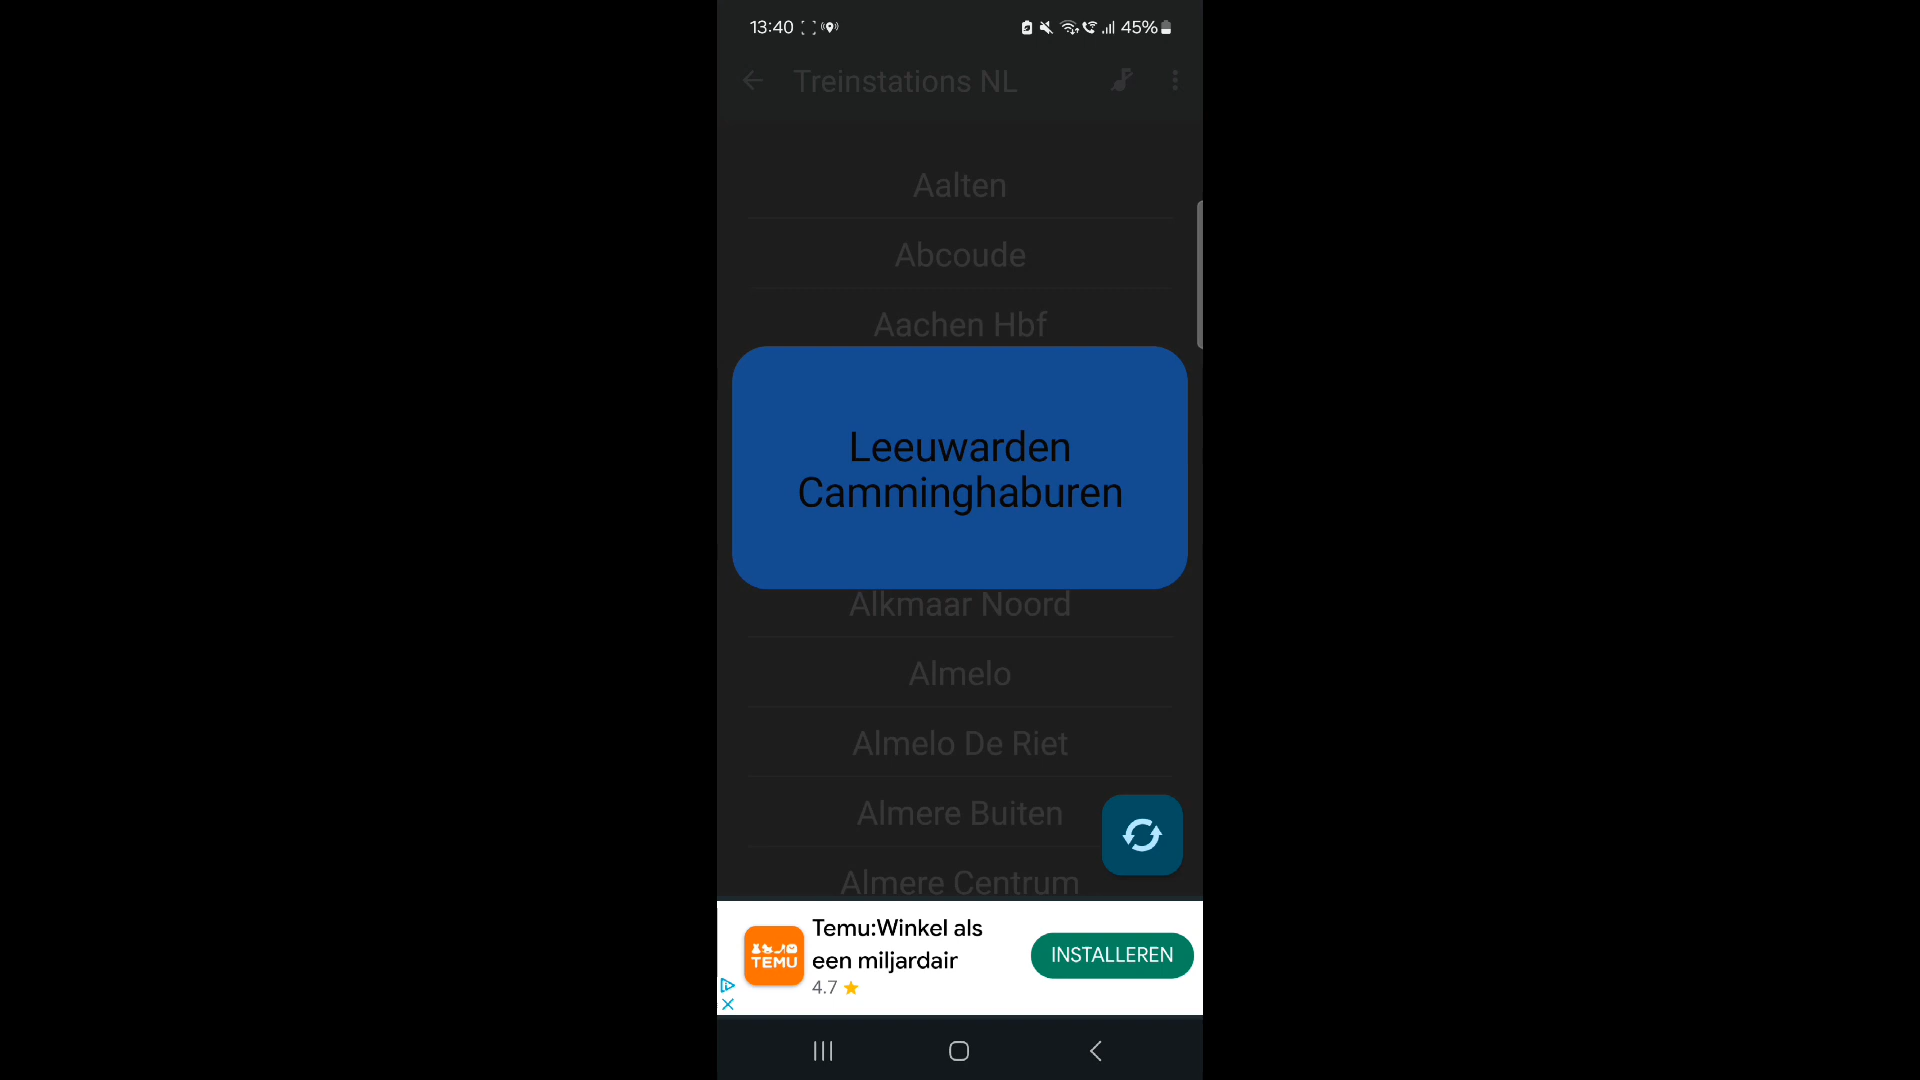 13:40
45%
Treinstations NL
Aalten
Abcoude
Aachen Hbf
Leeuwarden
Camminghaburen
Alkmaar Noord
Almelo
Almelo De Riet
Almere Buiten
Almere Centrum
TEMU
Temu:Winkel als
een miljardair
4.7
INSTALLEREN